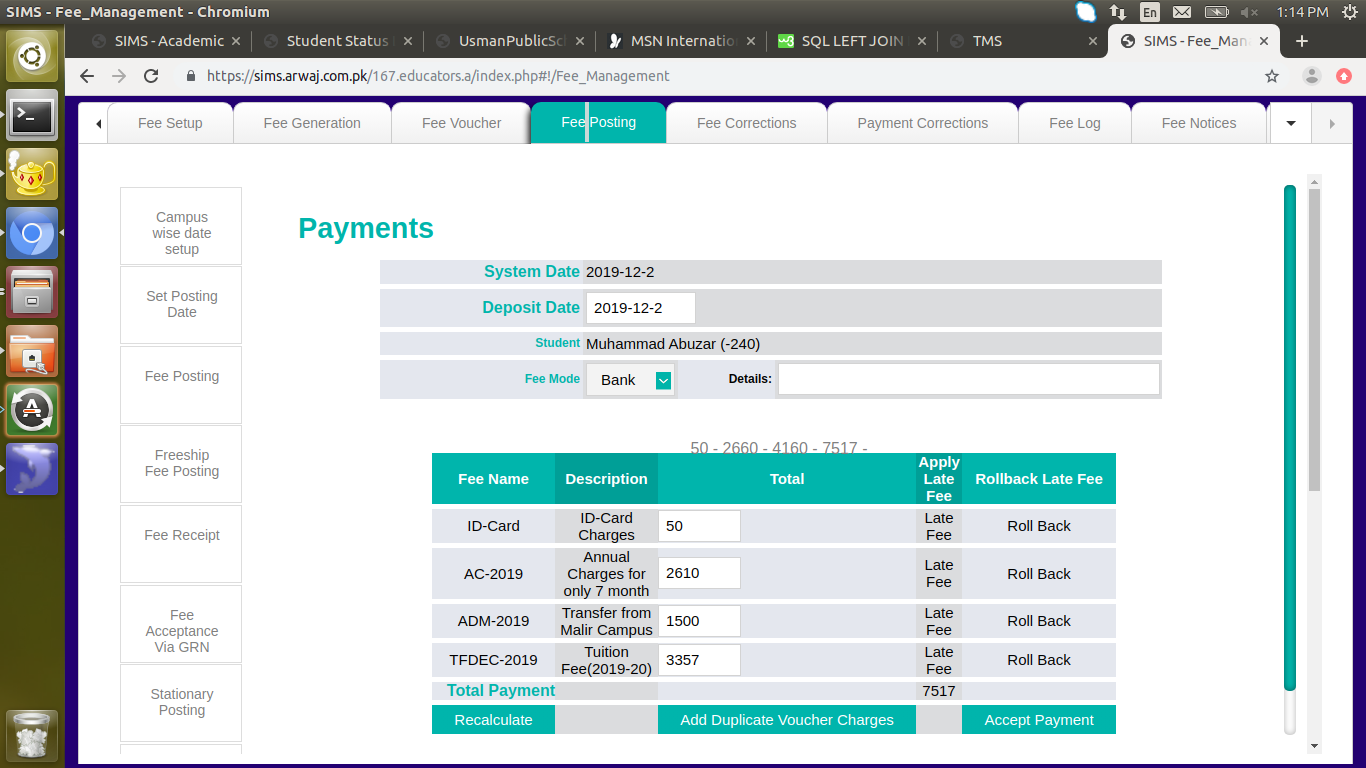 SIMS - Fee_Management - Chromium
En
1:14 PM
SIMS - Academic
Student Status
UsmanPublicSc
MSN Internatio
SQL LEFT JOIN
TMS
SIMS - Fee_Man
https://sims.arwaj.com.pk/167.educators.a/index.php#!/Fee_Management
Fee Setup
Fee Generation
Fee Voucher
Fee Posting
Fee Corrections
Payment Corrections
Fee Log
Fee Notices
Campus
wise date
setup
Set Posting
Date
Fee Posting
Freeship
Fee Posting
Fee Receipt
Fee
Acceptance
Via GRN
Stationary
Posting
Payments
System Date 2019-12-2
Deposit Date 2019-12-2
Student Muhammad Abuzar (-240)
Fee Mode Bank Details:
50 - 2660 - 4160 - 7517 -
Fee Name Description Total Apply Late Fee Rollback Late Fee
ID-Card ID-Card Charges 50 Late Fee Roll Back
AC-2019 Annual Charges for only 7 month 2610 Late Fee Roll Back
ADM-2019 Transfer from Malir Campus 1500 Late Fee Roll Back
TFDEC-2019 Tuition Fee(2019-20) 3357 Late Fee Roll Back
Total Payment 7517
Recalculate Add Duplicate Voucher Charges Accept Payment